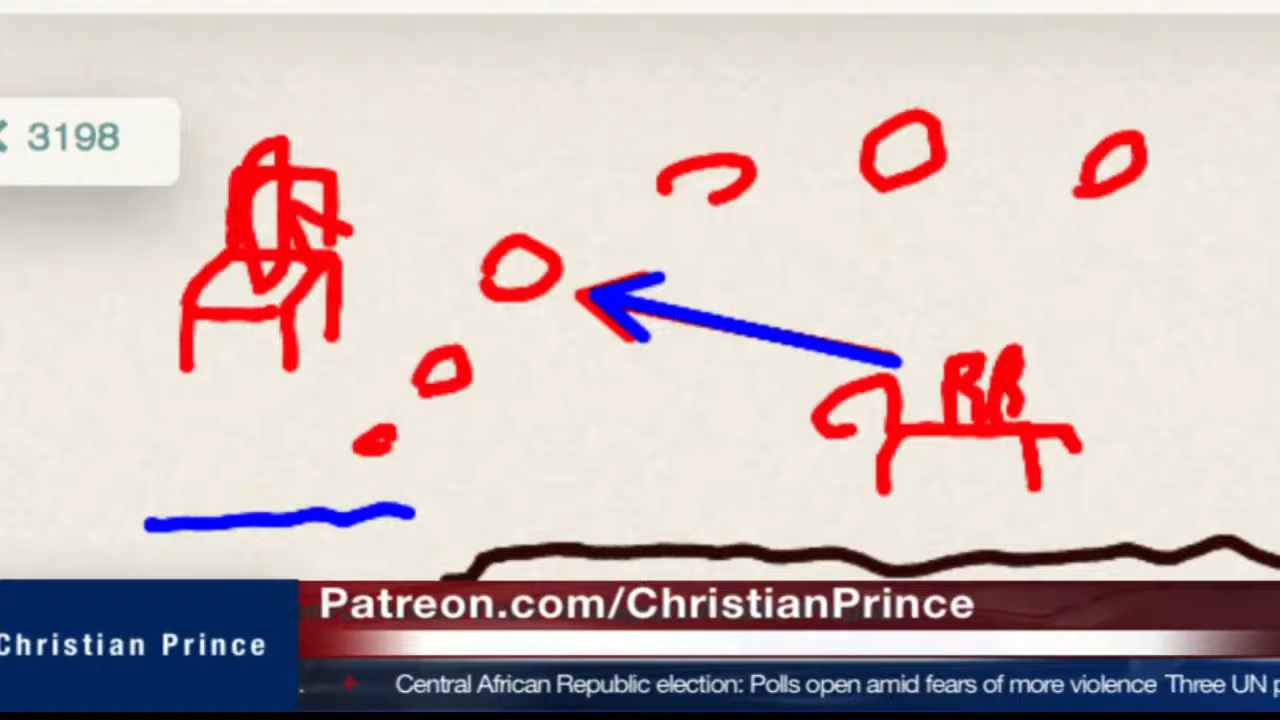 3198
Patreon.com/ChristianPrince
Christian Prince
Central African Republic election: Polls open amid fears of more violence Three UN